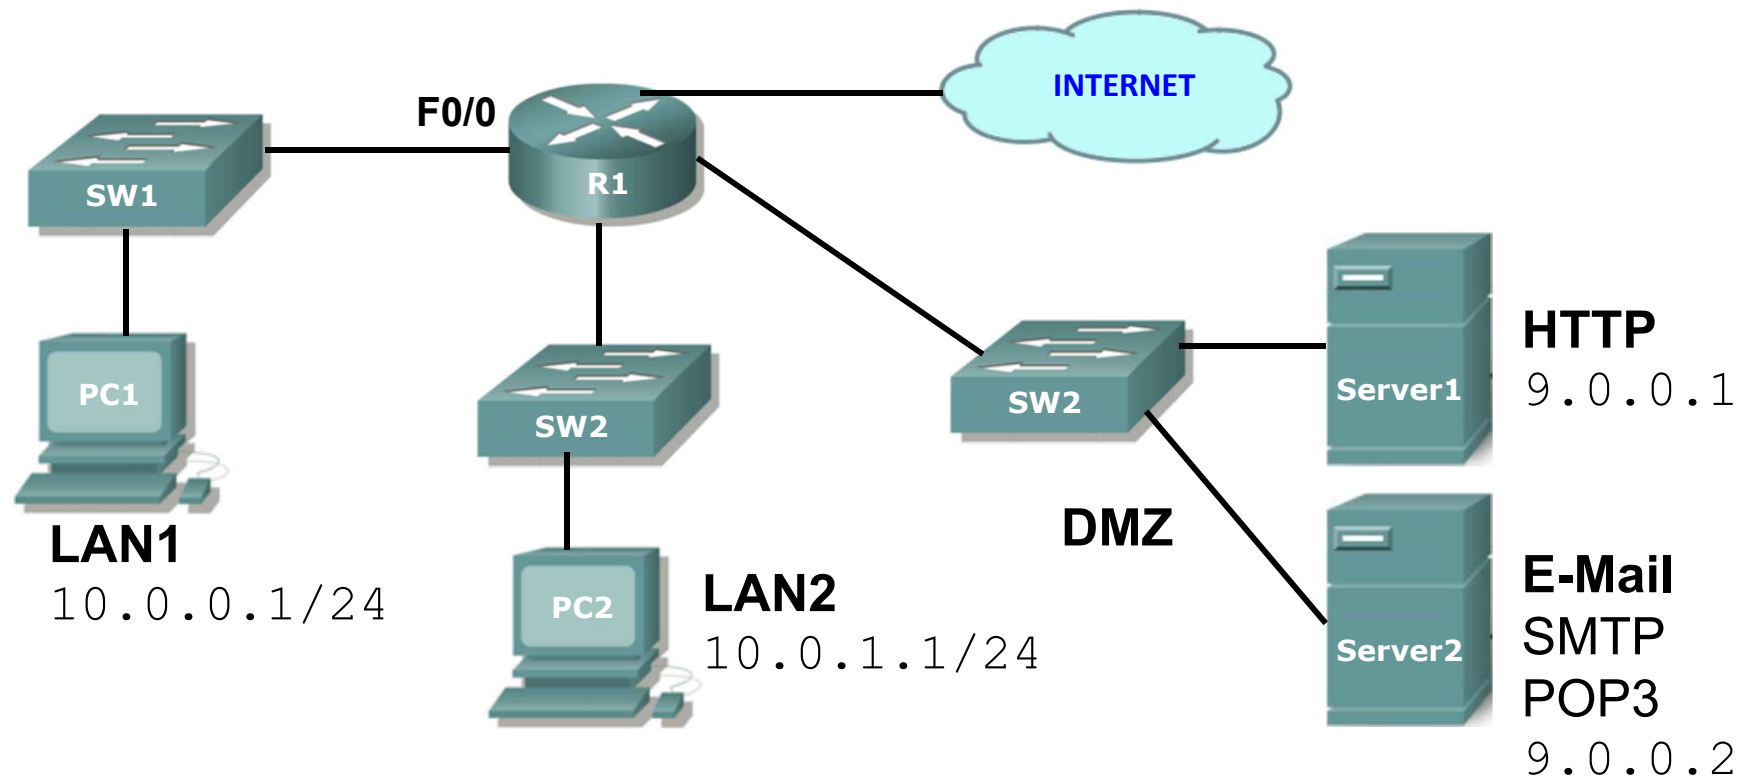 INTERNET
F0/0
R1
SW1
PC1
LAN1
10.0.0.1/24
SW2
PC2
LAN2
10.0.1.1/24
SW2
DMZ
Server1
HTTP
9.0.0.1
Server2
E-Mail
SMTP
POP3
9.0.0.2